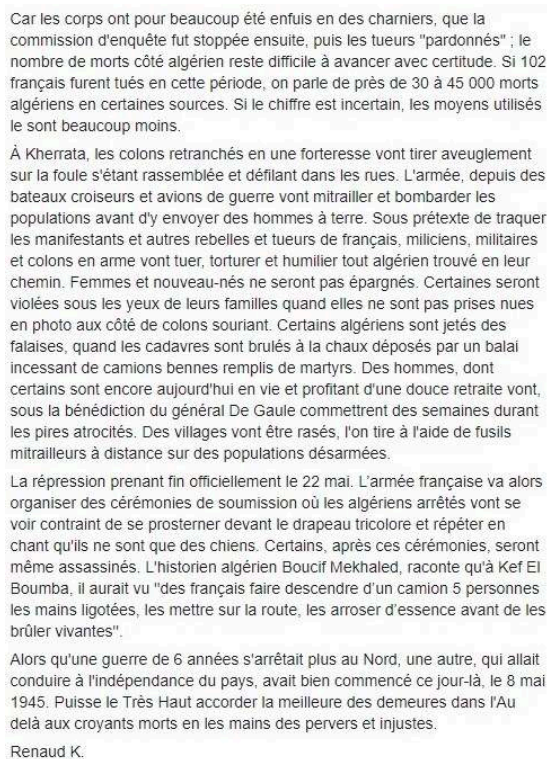 Car les corps ont pour beaucoup été enfuis en des charniers, que la
commission d'enquête fut stoppée ensuite, puis les tueurs "pardonnés" ; le
nombre de morts côté algérien reste difficile à avancer avec certitude. Si 102
français furent tués en cette période, on parle de près de 30 à 45 000 morts
algériens en certaines sources. Si le chiffre est incertain, les moyens utilisés
le sont beaucoup moins.
À Kherrata, les colons retranchés en une forteresse vont tirer aveuglement
sur la foule s'étant rassemblée et défilant dans les rues. L'armée, depuis des
bateaux croiseurs et avions de guerre vont mitrailler et bombarder les
populations avant d'y envoyer des hommes à terre. Sous prétexte de traquer
les manifestants et autres rebelles et tueurs de français, miliciens, militaires
et colons en arme vont tuer, torturer et humilier tout algérien trouvé en leur
chemin. Femmes et nouveau-nés ne seront pas épargnés. Certaines seront
violées sous les yeux de leurs familles quand elles ne sont pas prises nues
en photo aux côté de colons souriant. Certains algériens sont jetés des
falaises, quand les cadavres sont brulés à la chaux déposés par un balai
incessant de camions bennes remplis de martyrs. Des hommes, dont
certains sont encore aujourd'hui en vie et profitant d'une douce retraite vont,
sous la bénédiction du général De Gaule commettrent des semaines durant
les pires atrocités. Des villages vont être rasés, l'on tire à l'aide de fusils
mitrailleurs à distance sur des populations désarmées.
La répression prenant fin officiellement le 22 mai. L'armée française va alors
organiser des cérémonies de soumission où les algériens arrêtés vont se
voir contraint de se prosterner devant le drapeau tricolore et répéter en
chant qu'ils ne sont que des chiens. Certains, après ces cérémonies, seront
même assassinés. L'historien algérien Boucif Mekhaled, raconte qu'à Kef El
Boumba, il aurait vu "des français faire descendre d'un camion 5 personnes
les mains ligotées, les mettre sur la route, les arroser d'essence avant de les
brûler vivantes".
Alors qu'une guerre de 6 années s'arrêtait plus au Nord, une autre, qui allait
conduire à l'indépendance du pays, avait bien commencé ce jour-là, le 8 mai
1945. Puisse le Très Haut accorder la meilleure des demeures dans l'Au
delà aux croyants morts en les mains des pervers et injustes.
Renaud K.